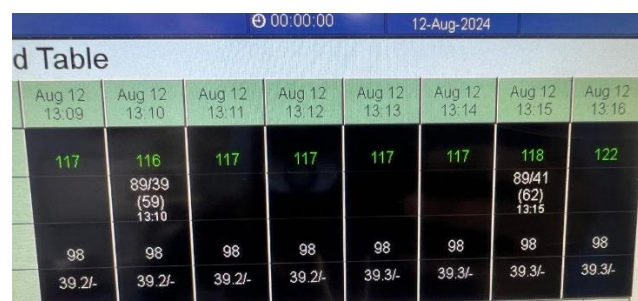 00:00:00 12-Aug-2024
d Table
Aug 12 Aug 12 Aug 12 Aug 12 Aug 12 Aug 12 Aug 12 Aug 12
13:09 13:10 13:11 13:12 13:13 13:14 13:15 13:16
117 116 117 117 117 117 118 122
89/39 89/41
(59) (62)
13:10 13:15
98 98 98 98 98 98 98 98
39.2/- 39.2/- 39.2/- 39.2/- 39.3/- 39.3/- 39.3/- 39.3/-